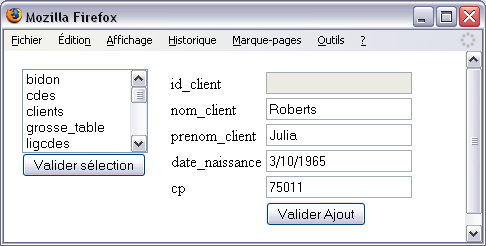 Mozilla Firefox
Fichier Édition Affichage Historique Marque-pages Outils ?
bidon
cdes
clients
grosse_table
ligcdes
Valider sélection
id_client
nom_client Roberts
prenom_client Julia
date_naissance 3/10/1965
cp 75011
Valider Ajout